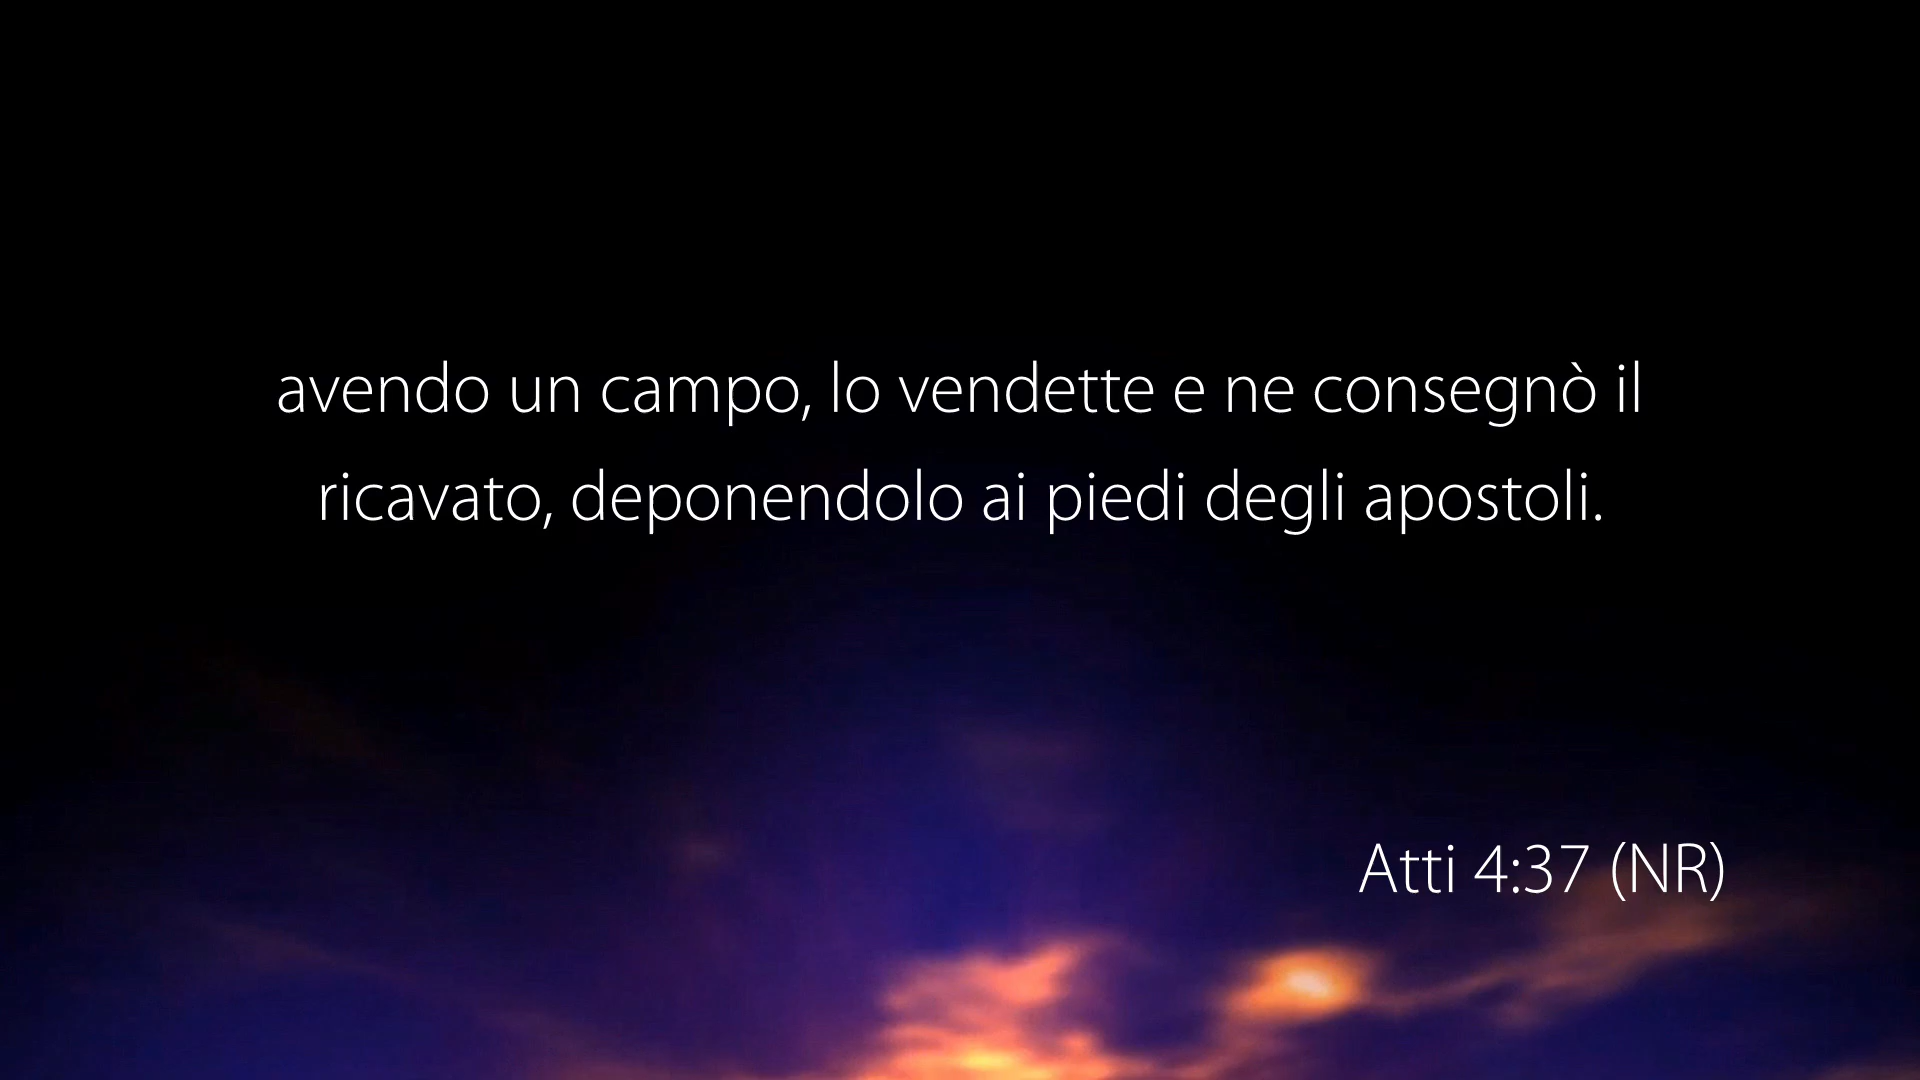 avendo un campo, lo vendette e ne consegnò il
ricavato, deponendolo ai piedi degli apostoli.
Atti 4:37 (NR)